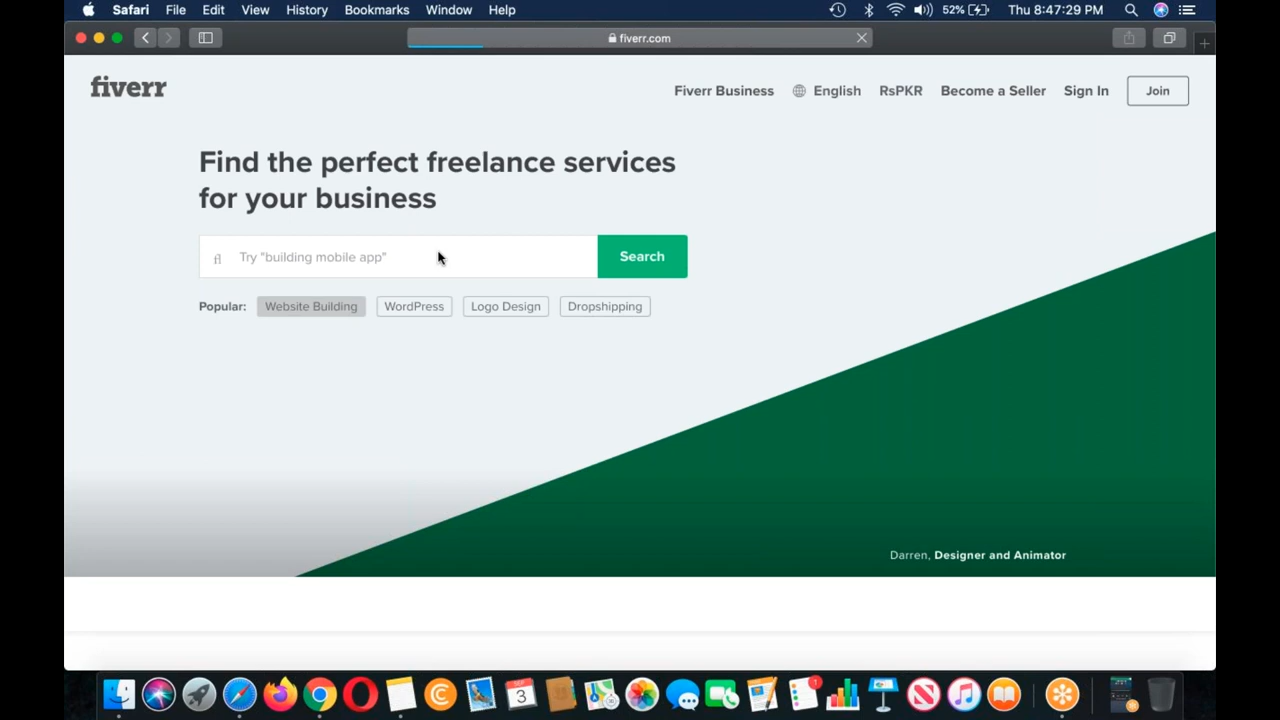 Safari File Edit View History Bookmarks Window Help 52% Thu 8:47:29 PM
fiverr.com
fiverr Fiverr Business English RsPKR Become a Seller Sign In Join
Find the perfect freelance services
for your business
Try "building mobile app" Search
Popular: Website Building WordPress Logo Design Dropshipping
Darren, Designer and Animator
3 1